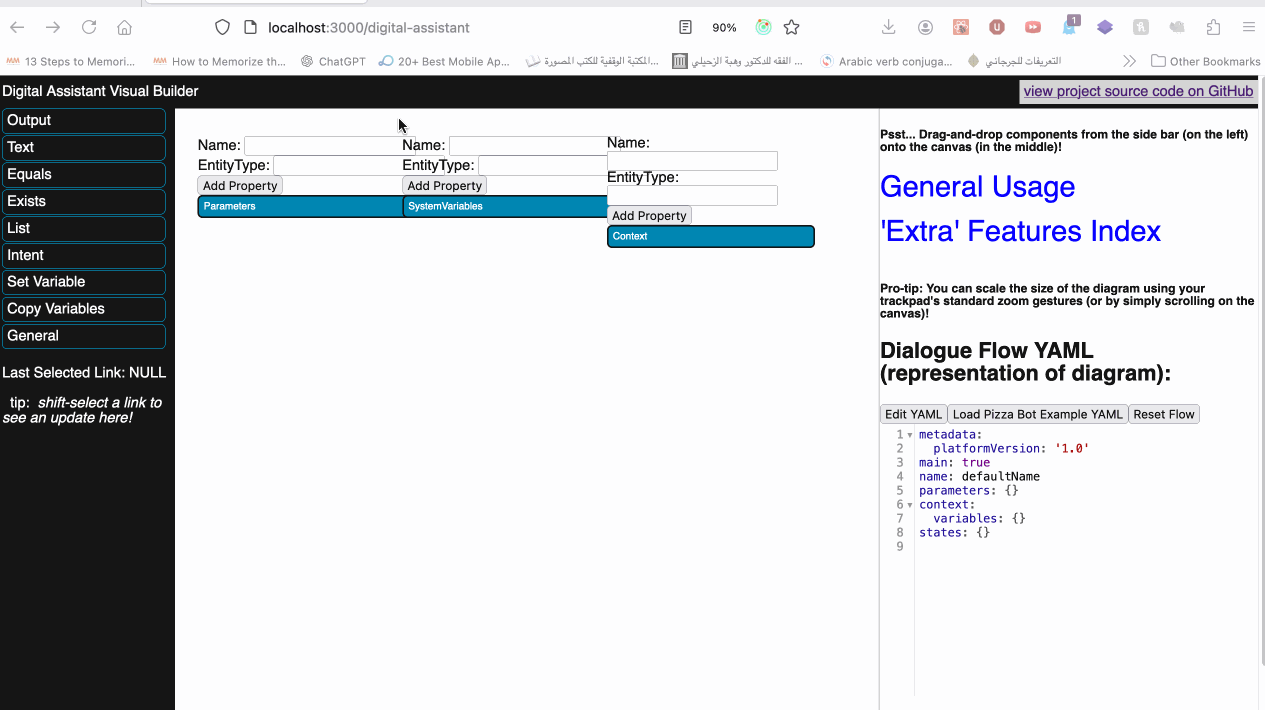 localhost:3000/digital-assistant
90%
1
13 Steps to Memori...
How to Memorize th...
ChatGPT
20+ Best Mobile Ap...
المكتبة الوقفية للكتب المصورة...
الفقه للدكتور وهبة الزحيلي ...
Arabic verb conjuga...
التعريفات للجرجاني
Other Bookmarks
Digital Assistant Visual Builder
view project source code on GitHub
Output
Text
Equals
Exists
List
Intent
Set Variable
Copy Variables
General
Last Selected Link: NULL
tip: shift-select a link to
see an update here!
Name:
EntityType:
Add Property
Parameters
Name:
EntityType:
Add Property
SystemVariables
Name:
EntityType:
Add Property
Context
Psst... Drag-and-drop components from the side bar (on the left)
onto the canvas (in the middle)!
General Usage
'Extra' Features Index
Pro-tip: You can scale the size of the diagram using your
trackpad's standard zoom gestures (or by simply scrolling on the
canvas)!
Dialogue Flow YAML
(representation of diagram):
Edit YAML
Load Pizza Bot Example YAML
Reset Flow
1 metadata:
2 platformVersion: '1.0'
3 main: true
4 name: defaultName
5 parameters: {}
6 context:
7 variables: {}
8 states: {}
9